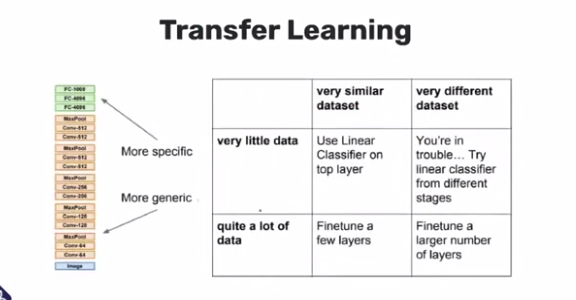 Transfer Learning
FC-1000
FC-4096
FC-4096
MaxPool
Conv-512
Conv-512
MaxPool
Conv-512
Conv-512
MaxPool
Conv-256
Conv-256
MaxPool
Conv-128
Conv-128
MaxPool
Conv-64
Conv-64
Image
More specific
More generic
very similar
dataset
very different
dataset
very little data
Use Linear
Classifier on
top layer
You're in
trouble... Try
linear classifier
from different
stages
quite a lot of
data
Finetune a
few layers
Finetune a
larger number
of layers